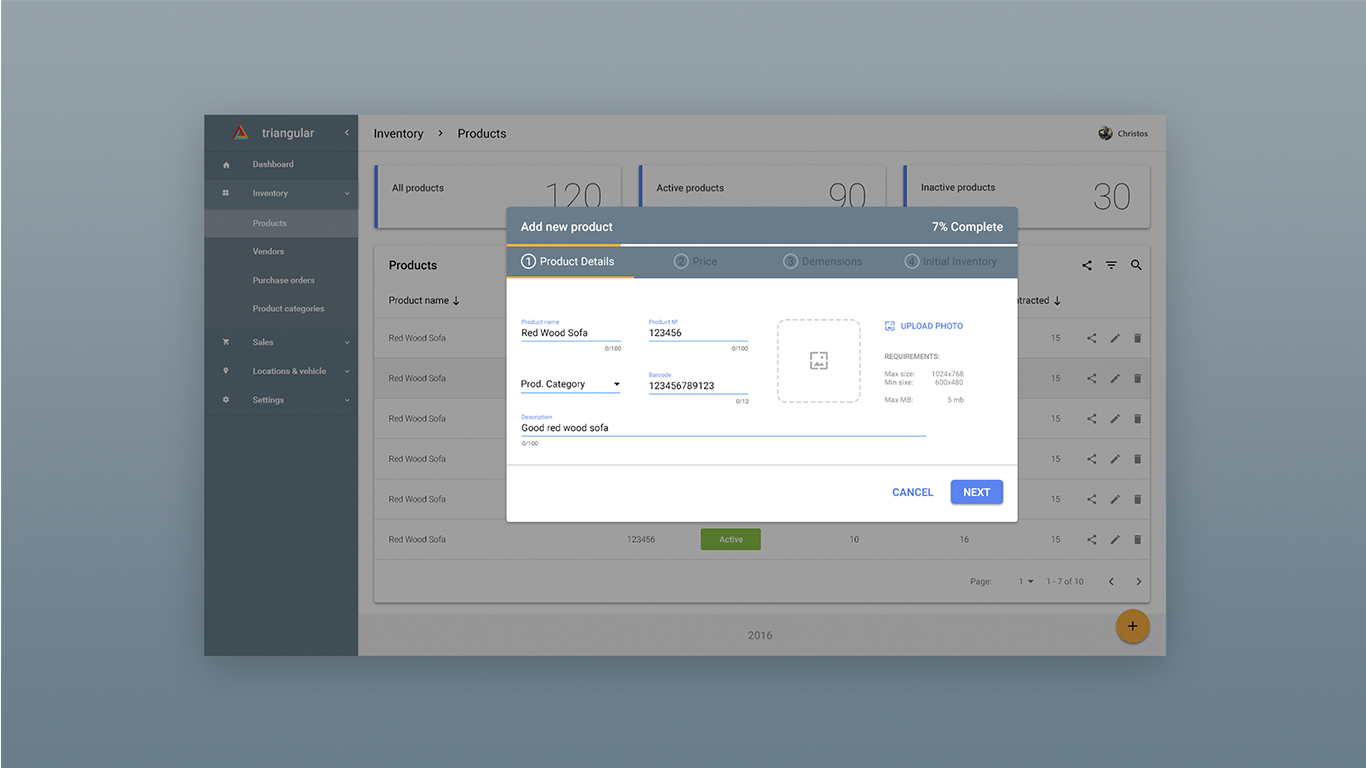 triangular
Inventory > Products
Christos
Dashboard
Inventory
Products
Vendors
Purchase orders
Product categories
Sales
Locations & vehicle
Settings
All products
120
Active products
90
Inactive products
30
Add new product
7% Complete
1 Product Details
2 Price
3 Demensions
4 Initial Inventory
Product name
Red Wood Sofa
0/100
Product Nº
123456
0/100
Prod. Category
Barcode
123456789123
0/12
Description
Good red wood sofa
0/100
UPLOAD PHOTO
REQUIREMENTS:
Max size: 1024x768
Min sixe: 600x480
Max MB: 5 mb
CANCEL
NEXT
Products
Product name
tracted
Red Wood Sofa 15
Red Wood Sofa 15
Red Wood Sofa 15
Red Wood Sofa 15
Red Wood Sofa 15
Red Wood Sofa 123456 Active 10 16 15
Page: 1 1 - 7 of 10
2016